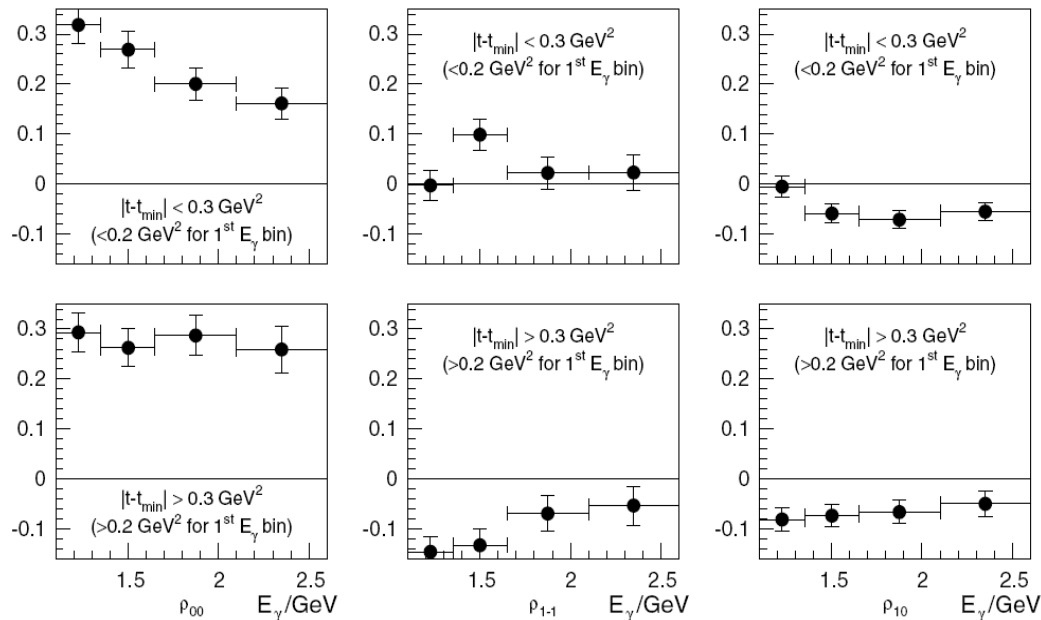 0.3
0.2
0.1
0
-0.1
|t-t_min| < 0.3 GeV²
(<0.2 GeV² for 1ˢᵗ E_γ bin)
|t-t_min| < 0.3 GeV²
(<0.2 GeV² for 1ˢᵗ E_γ bin)
|t-t_min| < 0.3 GeV²
(<0.2 GeV² for 1ˢᵗ E_γ bin)
0.3
0.2
0.1
0
-0.1
|t-t_min| > 0.3 GeV²
(>0.2 GeV² for 1ˢᵗ E_γ bin)
|t-t_min| > 0.3 GeV²
(>0.2 GeV² for 1ˢᵗ E_γ bin)
|t-t_min| > 0.3 GeV²
(>0.2 GeV² for 1ˢᵗ E_γ bin)
1.5 2 2.5 1.5 2 2.5 1.5 2 2.5
ρ₀₀ E_γ/GeV ρ₁₋₁ E_γ/GeV ρ₁₀ E_γ/GeV